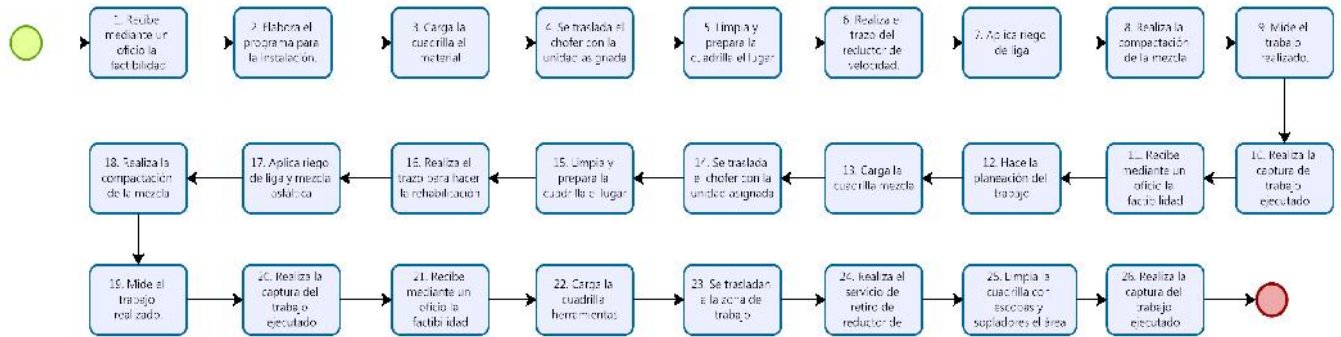 1. Recibe
mediante un
oficio la
factibilidad
2. Elabora el
programa para
la instalación.
3. Carga la
cuadrilla el
material
4. Se traslada el
chofer con la
unidad asignada
5. Limpia y
prepara la
cuadrilla el lugar
6. Realiza el
trazo del
reductor de
velocidad.
7. Aplica riego
de liga
8. Realiza la
compactación
de la mezcla
9. Mide el
trabajo
realizado.
10. Realiza la
captura de
trabajo
ejecutado
11. Recibe
mediante un
oficio la
factibilidad
12. Hace la
planeación del
trabajo
13. Carga la
cuadrilla mezcla
14. Se traslada
el chofer con la
unidad asignada
15. Limpia y
prepara la
cuadrilla el lugar
16. Realiza el
trazo para hacer
la rehabilitación
17. Aplica riego
de liga y mezcla
asfáltica
18. Realiza la
compactación
de la mezcla
19. Mide el
trabajo
realizado
20. Realiza la
captura del
trabajo
ejecutado
21. Recibe
mediante un
oficio la
factibilidad
22. Carga la
cuadrilla
herramientas
23. Se trasladan
a la zona de
trabajo
24. Realiza el
servicio de
retiro de
reductor de
25. Limpia la
cuadrilla con
escobas y
sopladores el área
26. Realiza la
captura del
trabajo
ejecutado